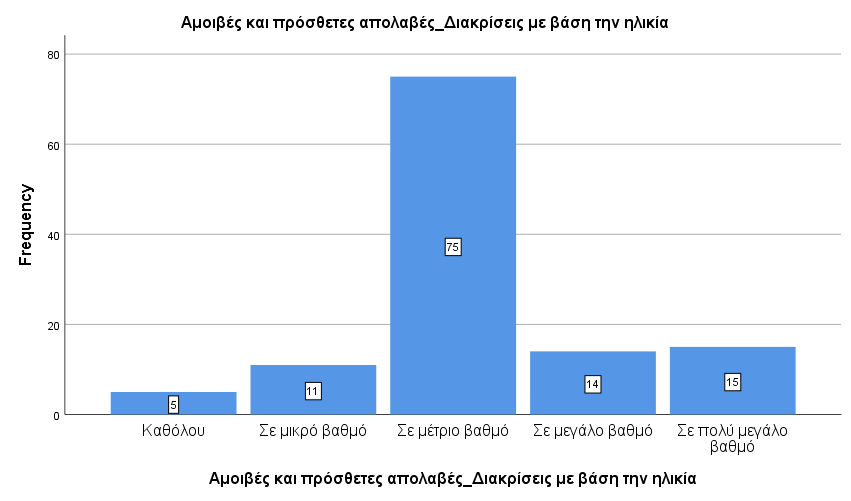 Αμοιβές και πρόσθετες απολαβές_Διακρίσεις με βάση την ηλικία
80
60
40
20
0
Frequency
5
11
75
14
15
Καθόλου
Σε μικρό βαθμό
Σε μέτριο βαθμό
Σε μεγάλο βαθμό
Σε πολύ μεγάλο
βαθμό
Αμοιβές και πρόσθετες απολαβές_Διακρίσεις με βάση την ηλικία